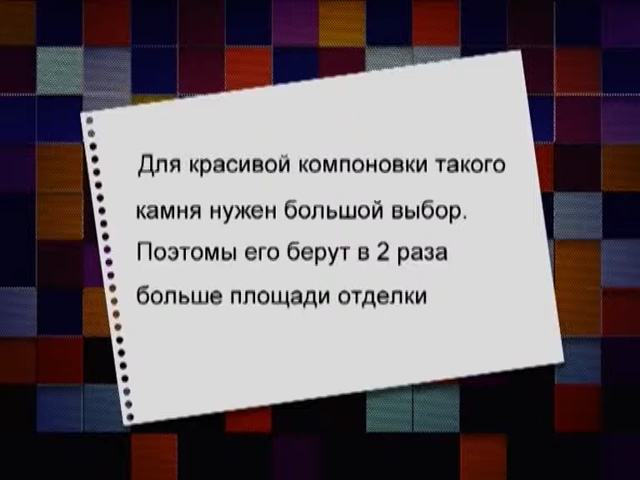 Для красивой компоновки такого
камня нужен большой выбор.
Поэтомы его берут в 2 раза
больше площади отделки